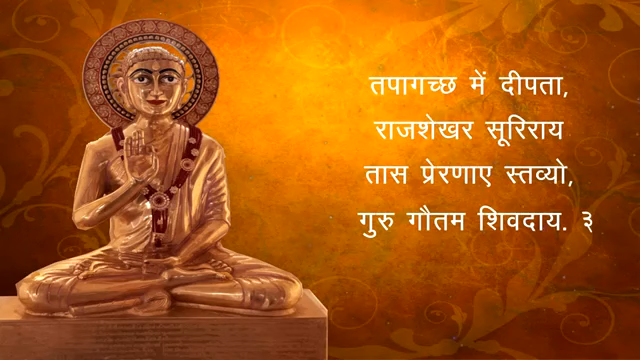 तपागच्छ में दीपता,
राजशेखर सूरिराय
तास प्रेरणाए स्तव्यो,
गुरु गौतम शिवदाय. ३